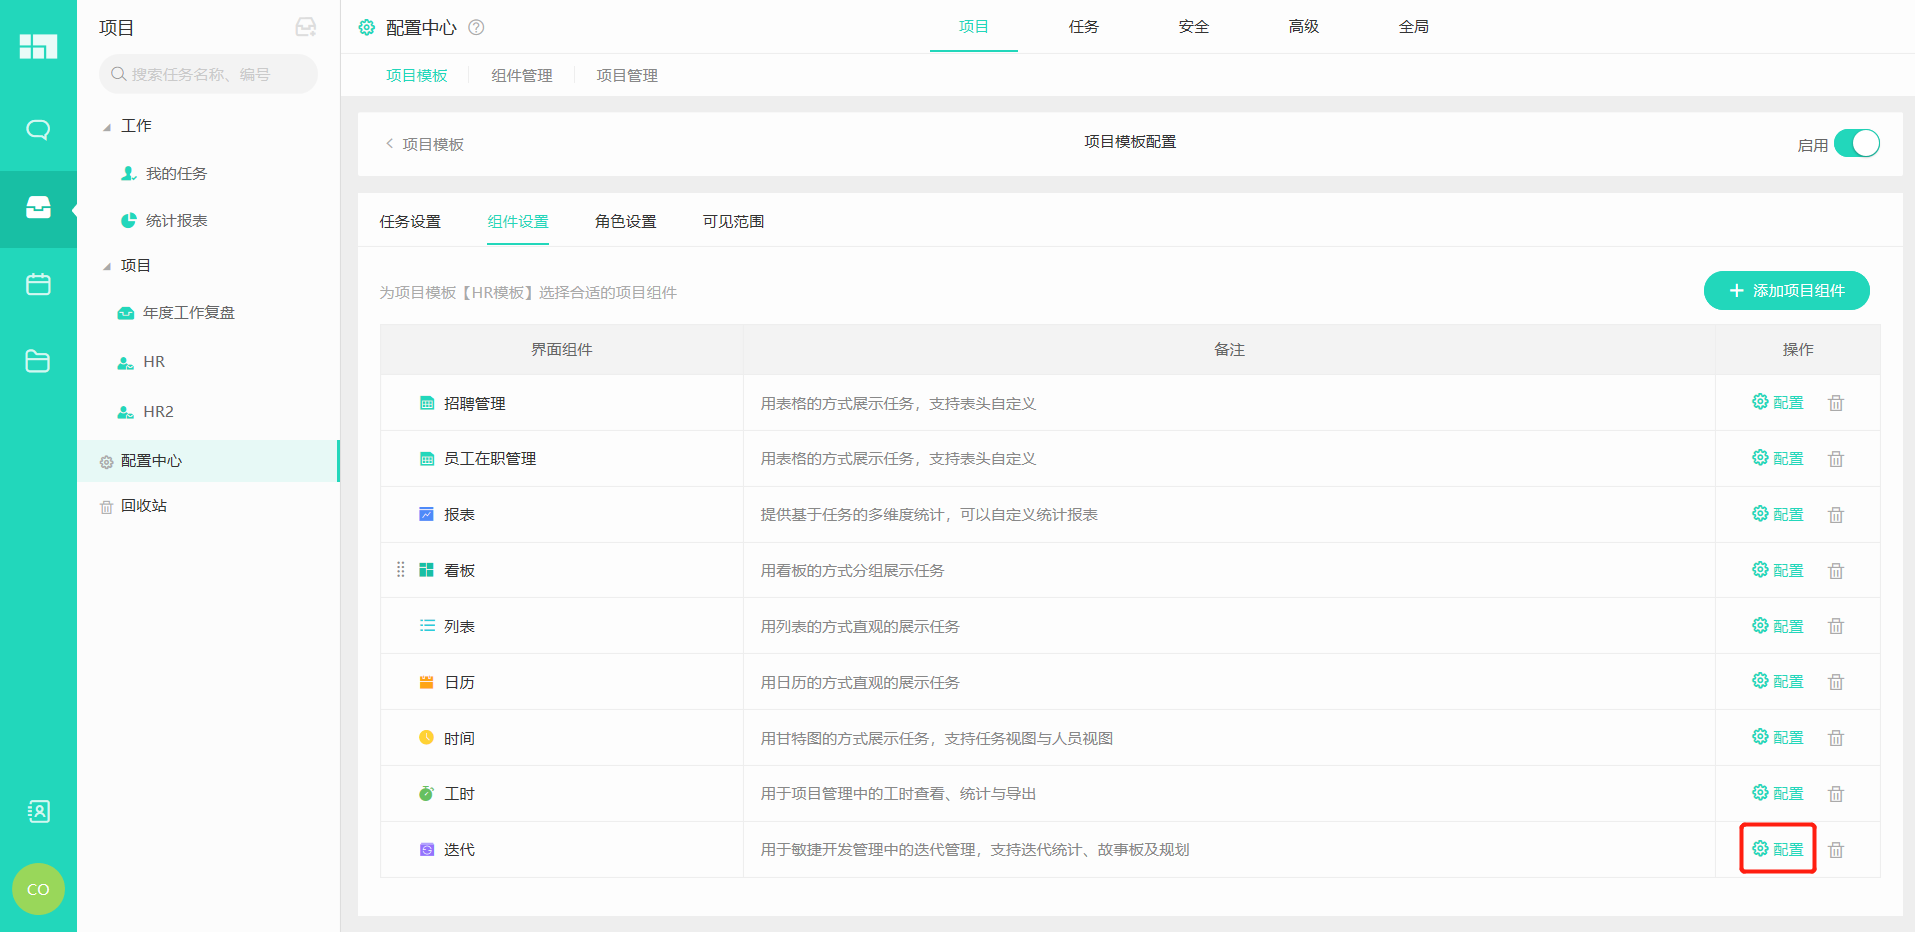 项目
搜索任务名称、编号
工作
我的任务
统计报表
项目
年度工作复盘
HR
HR2
配置中心
回收站
CO
配置中心
项目
任务
安全
高级
全局
项目模板
组件管理
项目管理
项目模板
项目模板配置
启用
任务设置
组件设置
角色设置
可见范围
为项目模板【HR模板】选择合适的项目组件
添加项目组件
界面组件 备注 操作
招聘管理 用表格的方式展示任务，支持表头自定义 配置
员工在职管理 用表格的方式展示任务，支持表头自定义 配置
报表 提供基于任务的多维度统计，可以自定义统计报表 配置
看板 用看板的方式分组展示任务 配置
列表 用列表的方式直观的展示任务 配置
日历 用日历的方式直观的展示任务 配置
时间 用甘特图的方式展示任务，支持任务视图与人员视图 配置
工时 用于项目管理中的工时查看、统计与导出 配置
迭代 用于敏捷开发管理中的迭代管理，支持迭代统计、故事板及规划 配置